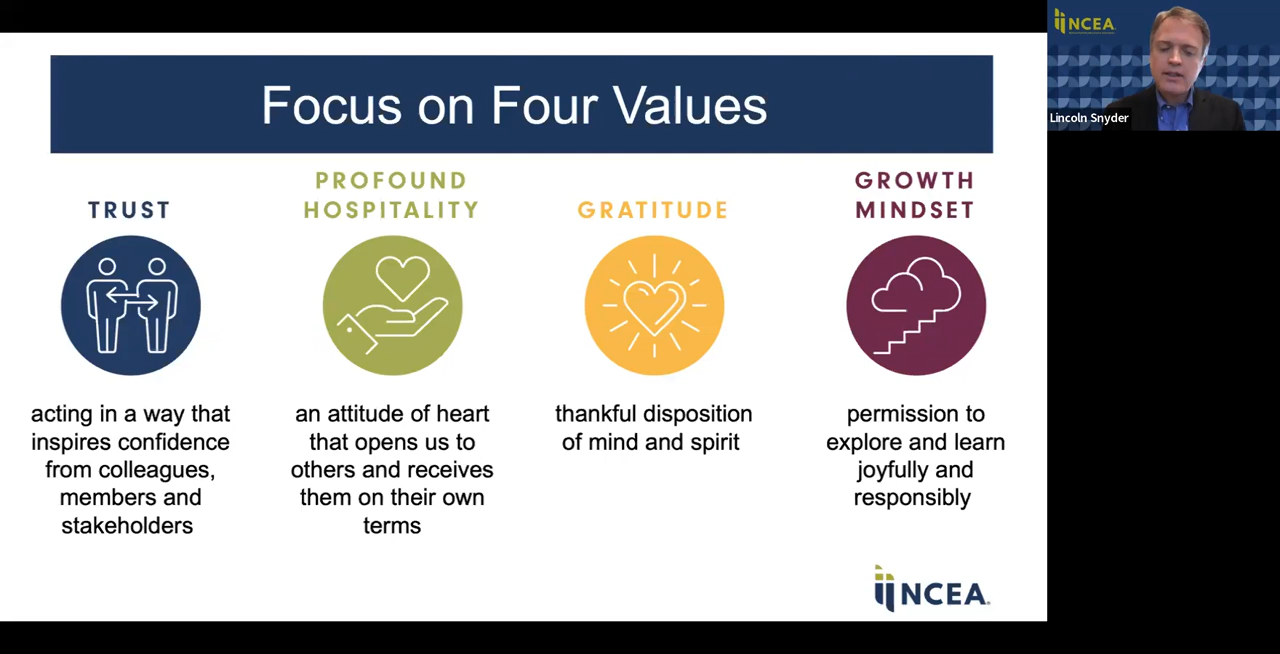 Focus on Four Values
TRUST
acting in a way that
inspires confidence
from colleagues,
members and
stakeholders
PROFOUND
HOSPITALITY
an attitude of heart
that opens us to
others and receives
them on their own
terms
GRATITUDE
thankful disposition
of mind and spirit
GROWTH
MINDSET
permission to
explore and learn
joyfully and
responsibly
NCEA
NCEA
Lincoln Snyder